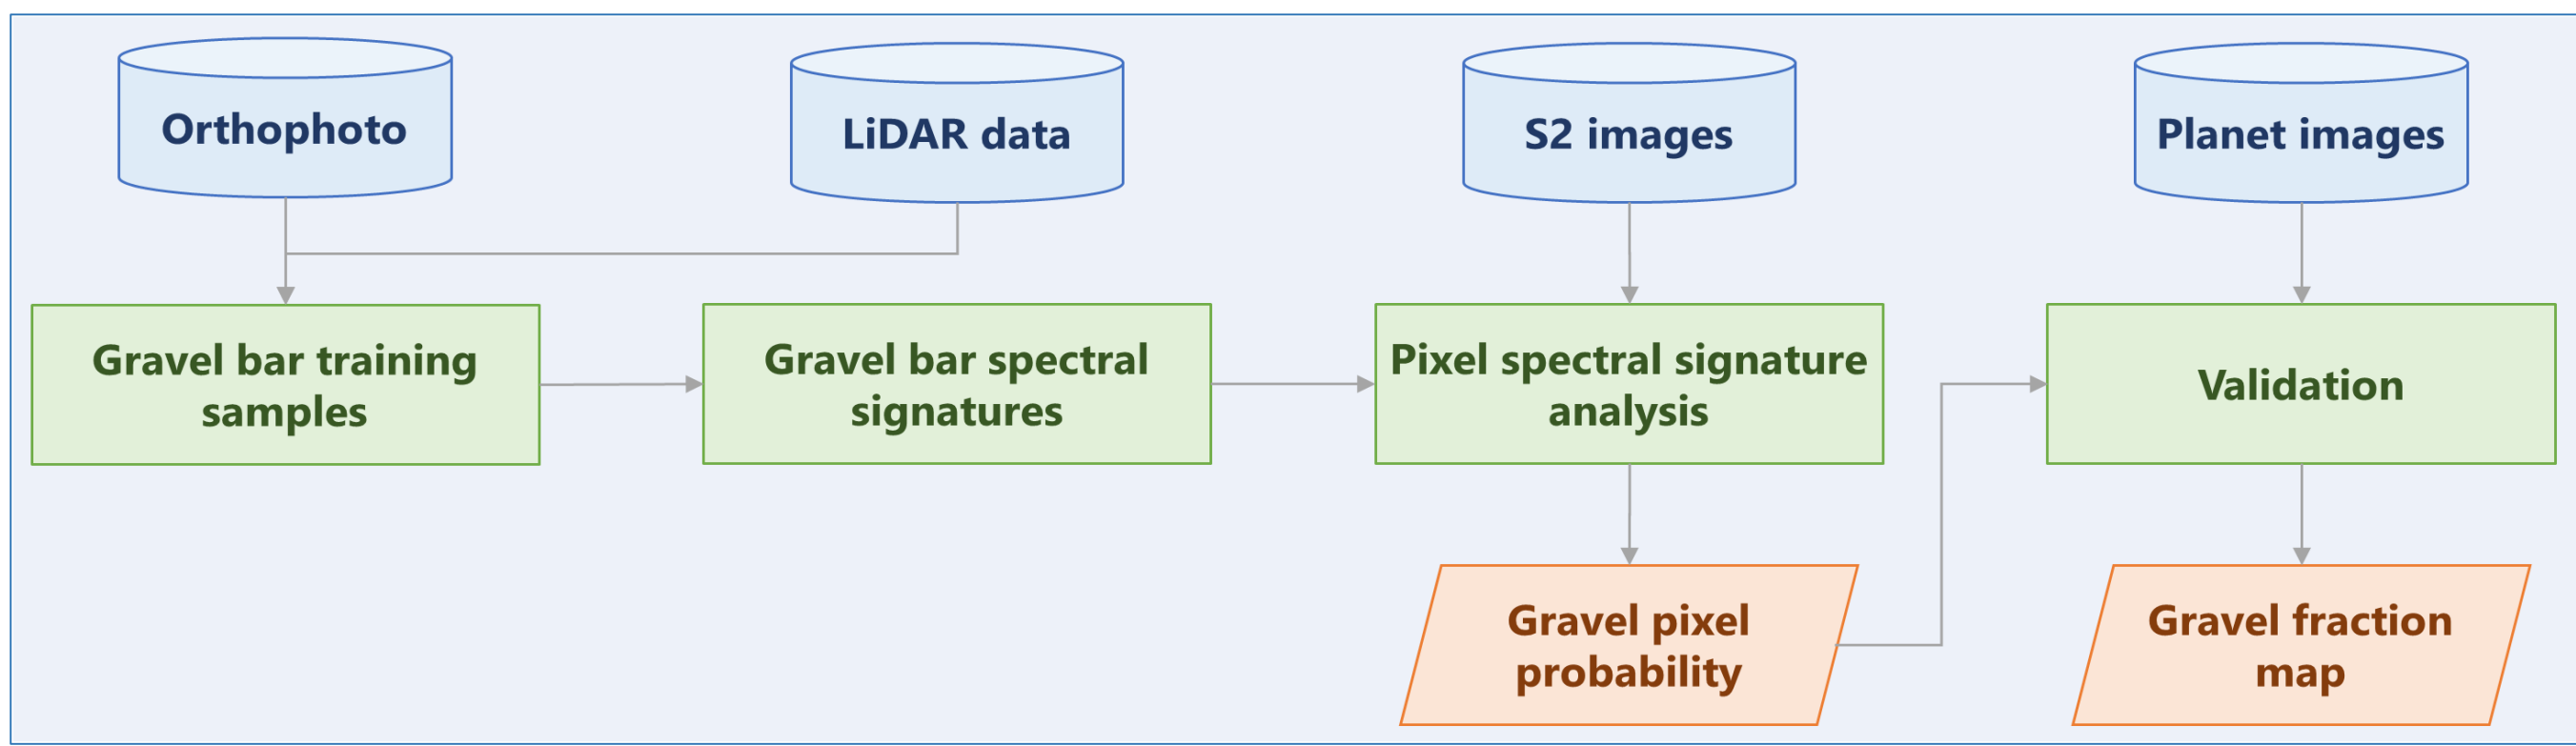 Orthophoto
LiDAR data
S2 images
Planet images
Gravel bar training
samples
Gravel bar spectral
signatures
Pixel spectral signature
analysis
Validation
Gravel pixel
probability
Gravel fraction
map